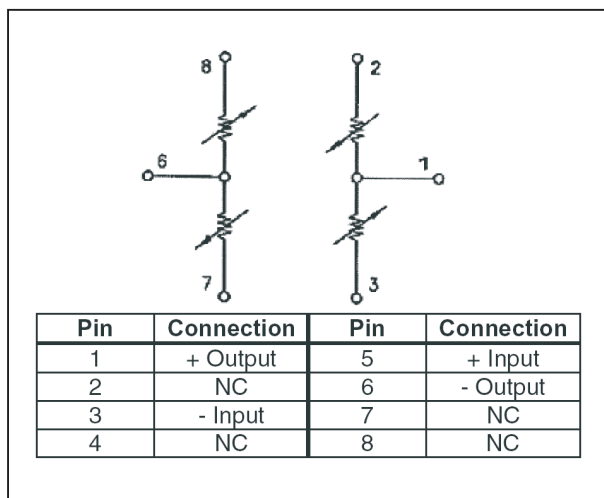 8
2
6
1
7
3
Pin Connection Pin Connection
1 + Output 5 + Input
2 NC 6 - Output
3 - Input 7 NC
4 NC 8 NC